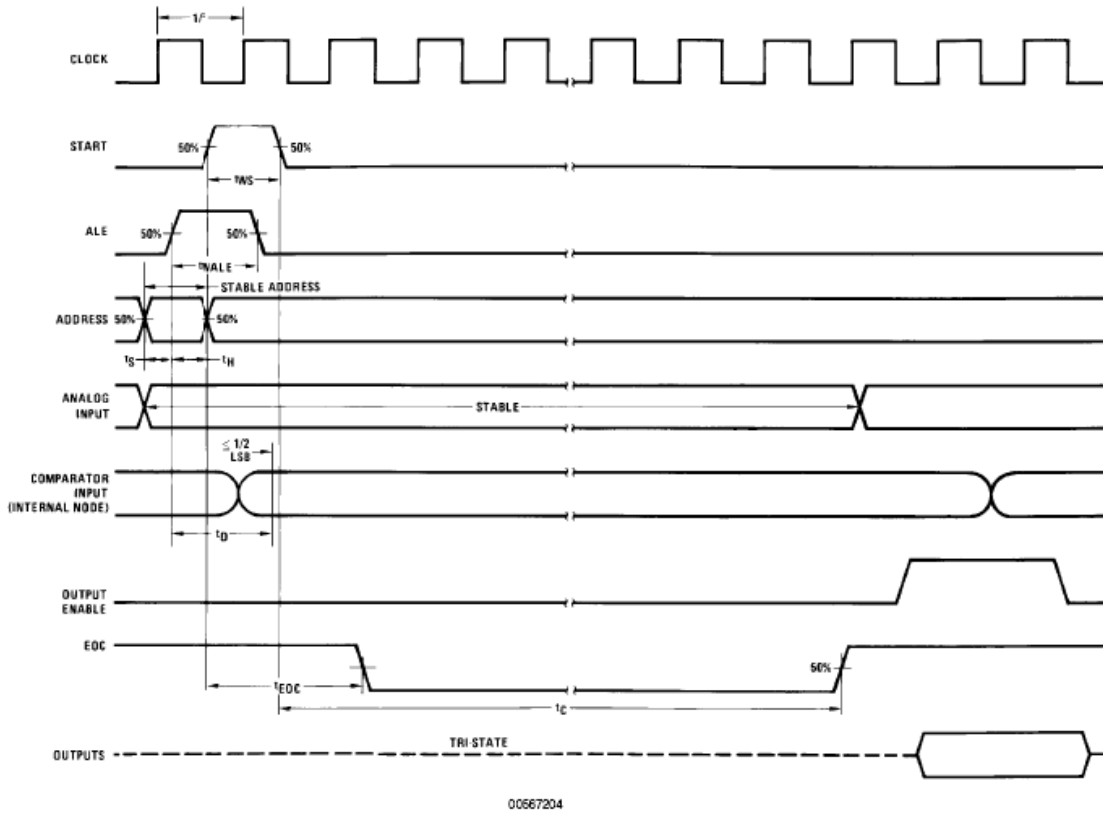 1/f
CLOCK
START
50%
50%
tWS
ALE
50%
50%
tWALE
STABLE ADDRESS
ADDRESS
50%
50%
tS
tH
ANALOG
INPUT
STABLE
≤ 1/2
LSB
COMPARATOR
INPUT
(INTERNAL NODE)
tD
OUTPUT
ENABLE
EOC
50%
tEOC
tC
TRI-STATE
OUTPUTS
00567204